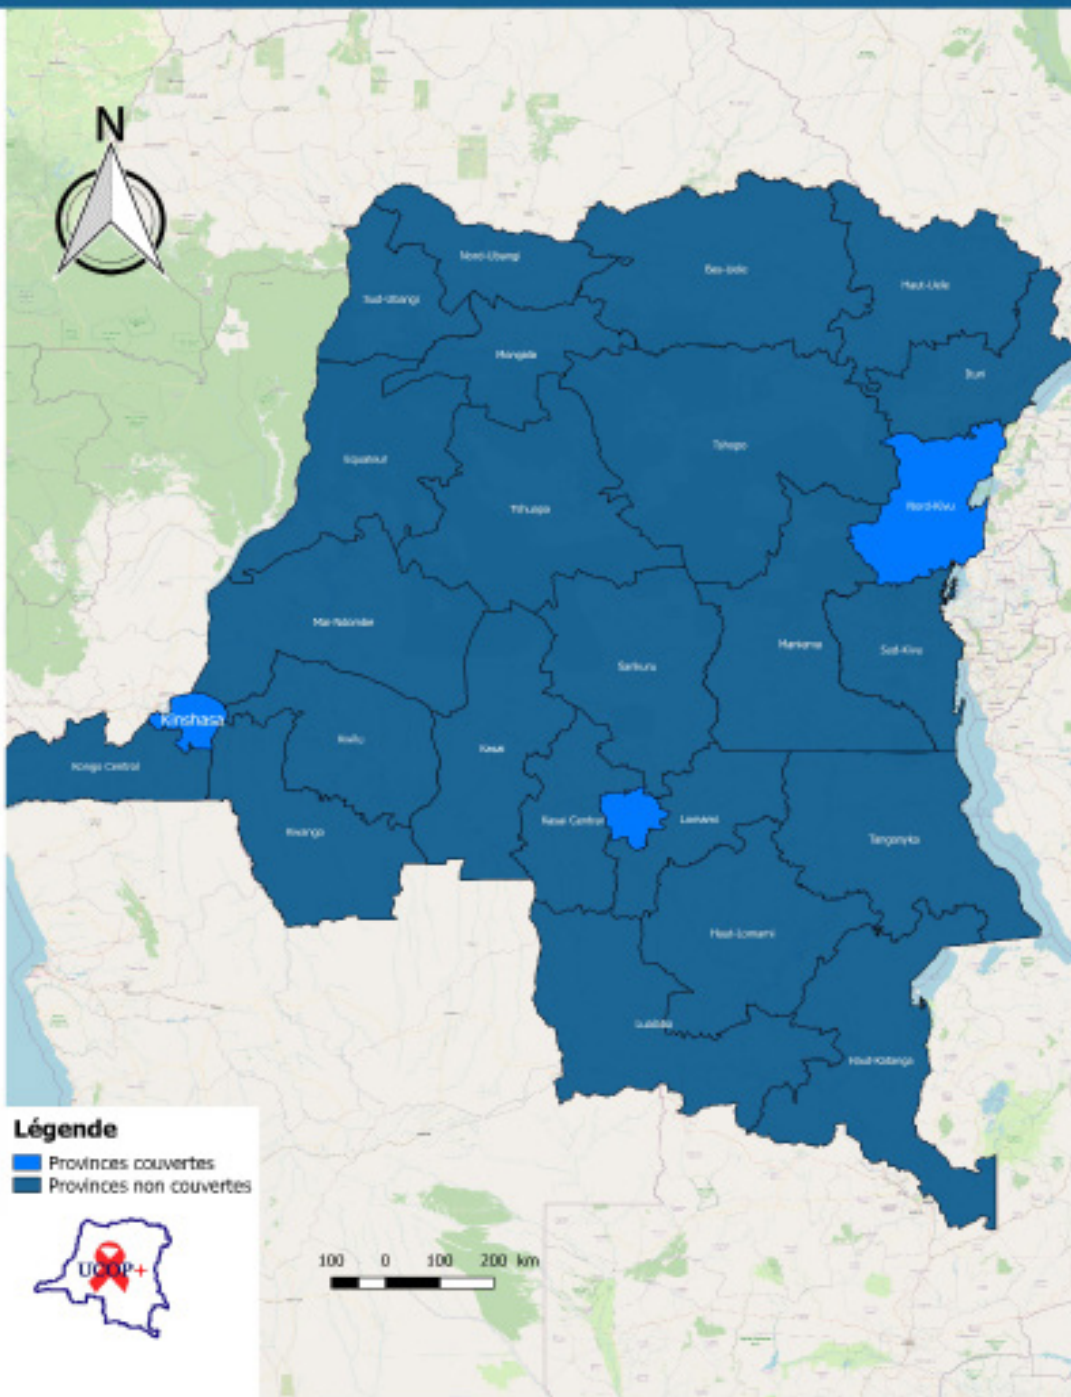 N
Nord-Ubangi
Bas-Uele
Haut-Uele
Sud-Ubangi
Mongala
Ituri
Equateur
Tshopo
Tshuapa
Nord-Kivu
Mai-Ndombe
Maniema
Sud-Kivu
Sankuru
Kinshasa
Kwilu
Kasai
Kongo Central
Kasai Central
Lomami
Kwango
Tanganyika
Haut-Lomami
Lualaba
Haut-Katanga
Légende
Provinces couvertes
Provinces non couvertes
UCOP+
100 0 100 200 km